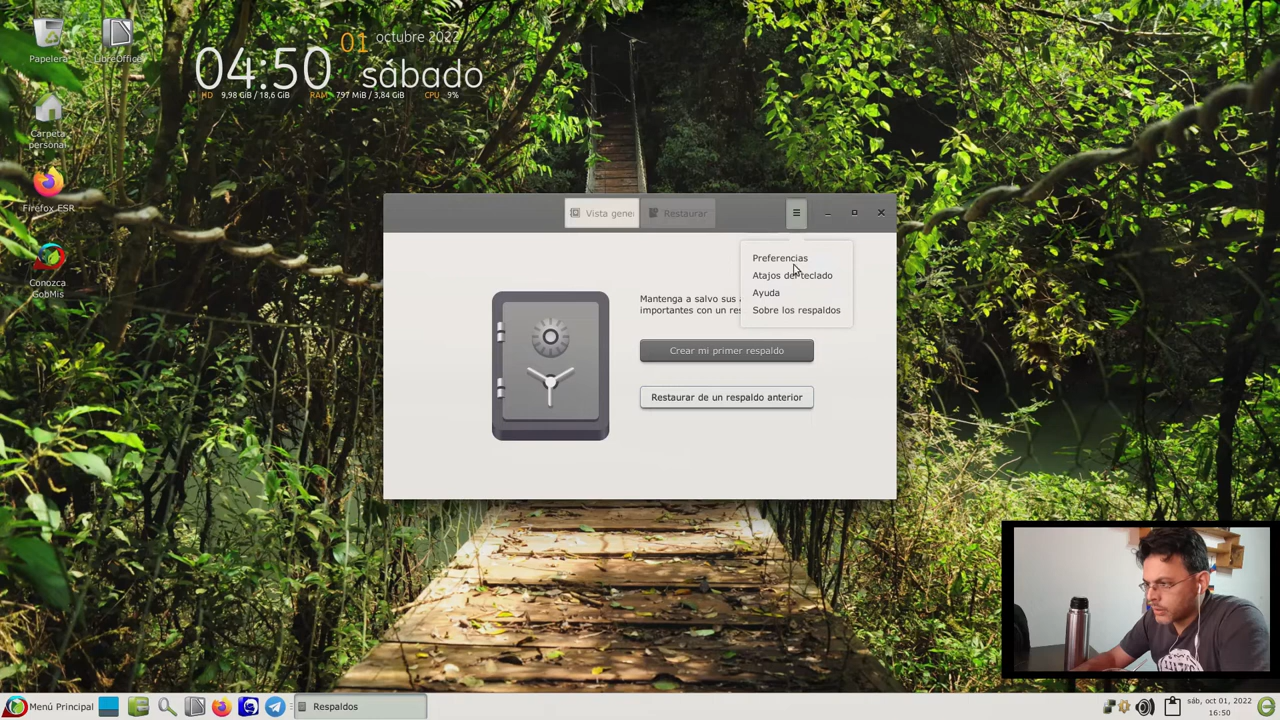 Papelera
LibreOffice
01
octubre 2022
04:50
sábado
HD 9,98 GiB / 18,6 GiB RAM 797 MiB / 3,84 GiB CPU 9%
Carpeta
personal
Firefox ESR
Conozca
GobMis
Vista gener
Restaurar
Preferencias
Atajos de teclado
Ayuda
Sobre los respaldos
Mantenga a salvo sus
importantes con un res
Crear mi primer respaldo
Restaurar de un respaldo anterior
Menú Principal
Respaldos
sáb, oct 01, 2022
16:50